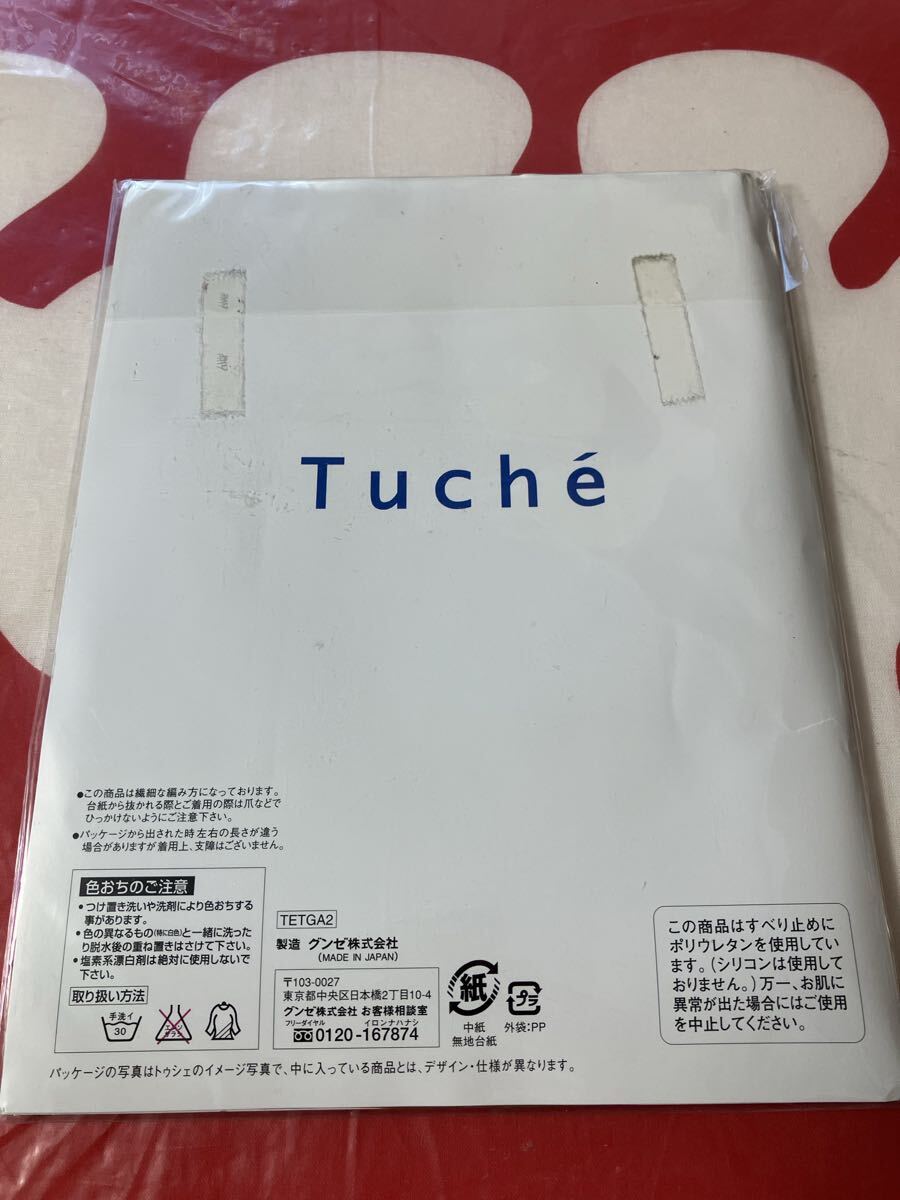 Tuché
●この商品は繊細な編み方になっております。
台紙から抜かれる際とご着用の際は爪などで
ひっかけないようにご注意下さい。
●パッケージから出された時左右の長さが違う
場合がありますが着用上、支障はございません。
色おちのご注意
・つけ置き洗いや洗剤により色おちする
事があります。
・色の異なるもの(特に白色)と一緒に洗った
り脱水後の重ね置きはさけて下さい。
・塩素系漂白剤は絶対に使用しないで
下さい。
取り扱い方法
手洗イ
30
エンソ
サラシ
TETGA2
製造 グンゼ株式会社
(MADE IN JAPAN)
〒103-0027
東京都中央区日本橋2丁目10-4
グンゼ株式会社 お客様相談室
フリーダイヤル イロンナハナシ
0120-167874
紙
中紙
無地台紙
プラ
外袋:PP
この商品はすべり止めに
ポリウレタンを使用してい
ます。(シリコンは使用して
おりません。)万一、お肌に
異常が出た場合にはご使用
を中止してください。
パッケージの写真はトゥシェのイメージ写真で、中に入っている商品とは、デザイン・仕様が異なります。